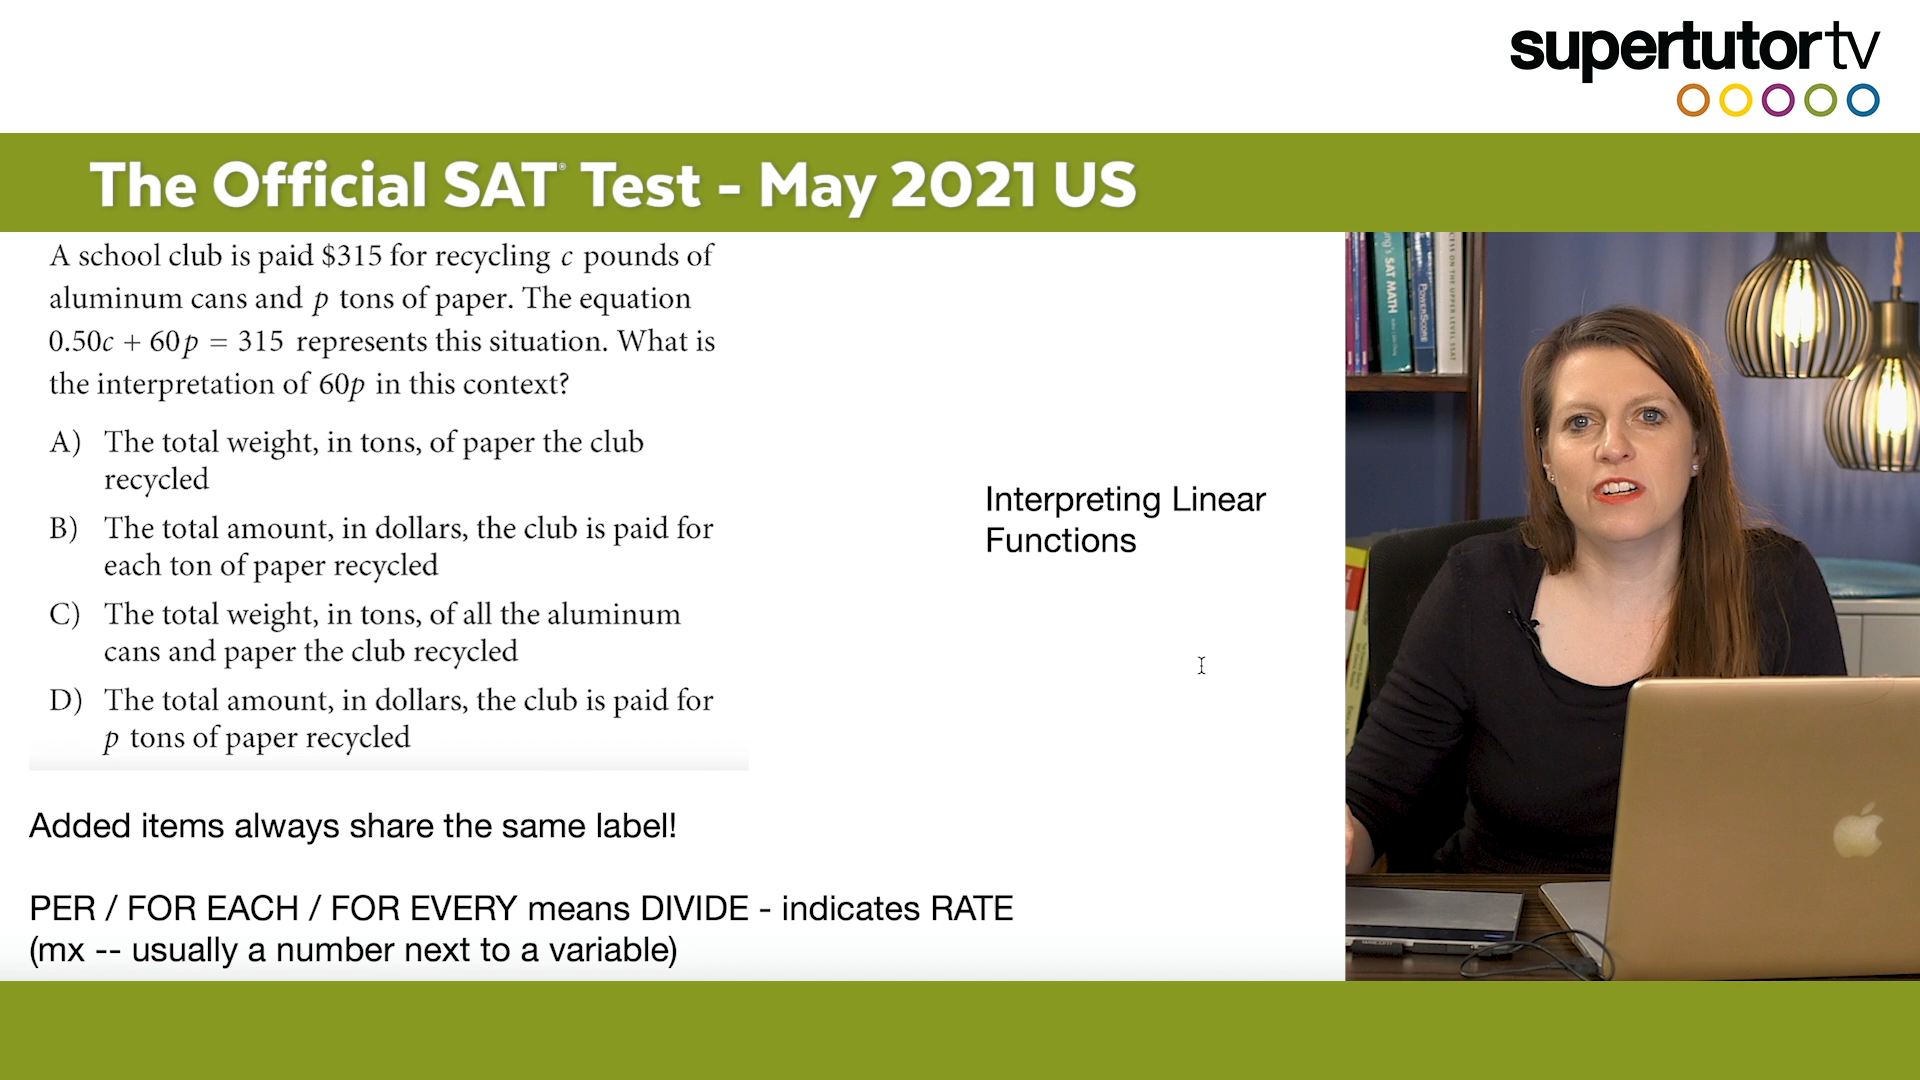 supertutortv
The Official SAT® Test - May 2021 US
A school club is paid $315 for recycling c pounds of
aluminum cans and p tons of paper. The equation
0.50c + 60p = 315 represents this situation. What is
the interpretation of 60p in this context?
A) The total weight, in tons, of paper the club
recycled
B) The total amount, in dollars, the club is paid for
each ton of paper recycled
C) The total weight, in tons, of all the aluminum
cans and paper the club recycled
D) The total amount, in dollars, the club is paid for
p tons of paper recycled
Interpreting Linear
Functions
Added items always share the same label!
PER / FOR EACH / FOR EVERY means DIVIDE - indicates RATE
(mx -- usually a number next to a variable)
SAT MATH
PowerScore